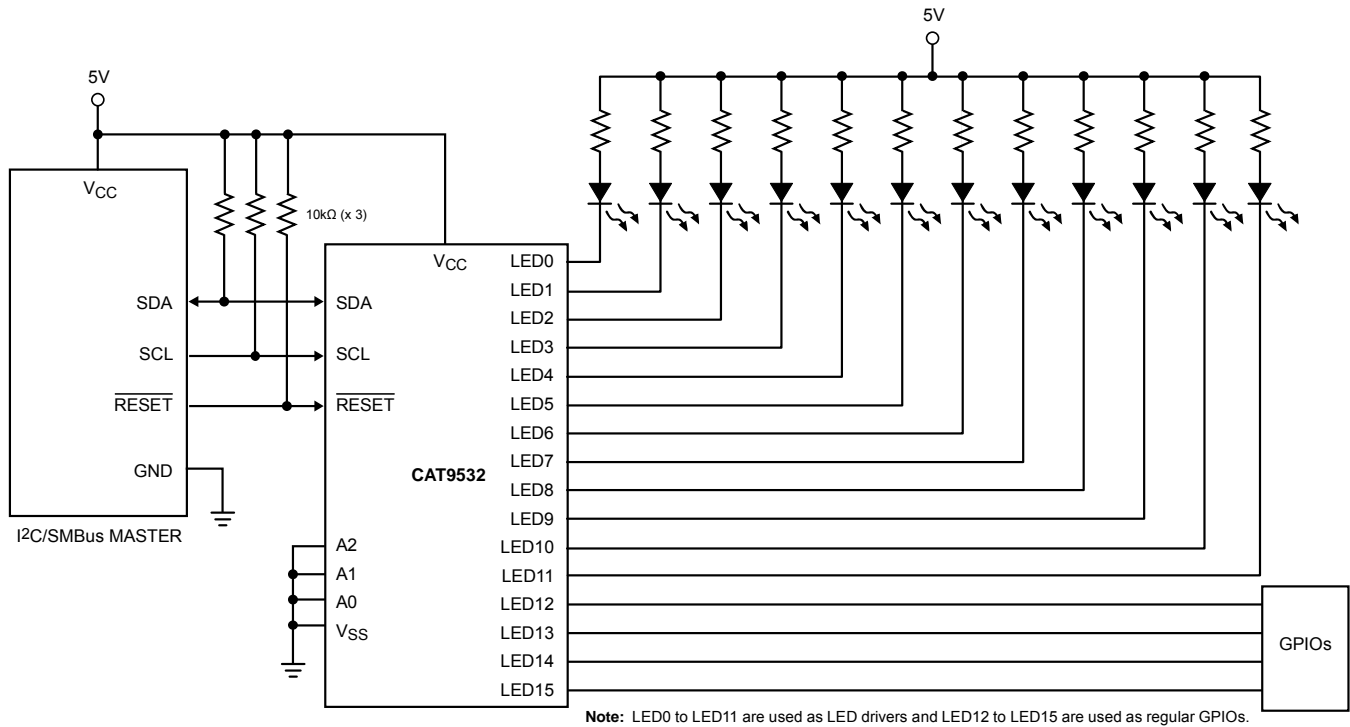 5V
5V
VCC
10kΩ (x 3)
SDA
SCL
RESET
GND
I2C/SMBus MASTER
VCC
SDA
SCL
RESET
CAT9532
A2
A1
A0
VSS
LED0
LED1
LED2
LED3
LED4
LED5
LED6
LED7
LED8
LED9
LED10
LED11
LED12
LED13
LED14
LED15
GPIOs
Note: LED0 to LED11 are used as LED drivers and LED12 to LED15 are used as regular GPIOs.